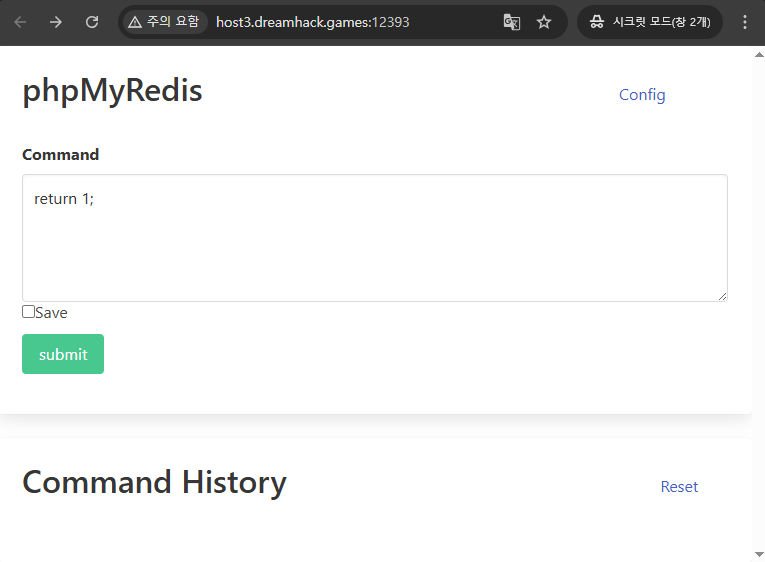 주의 요함
host3.dreamhack.games:12393
시크릿 모드(창 2개)
phpMyRedis
Config
Command
return 1;
Save
submit
Command History
Reset